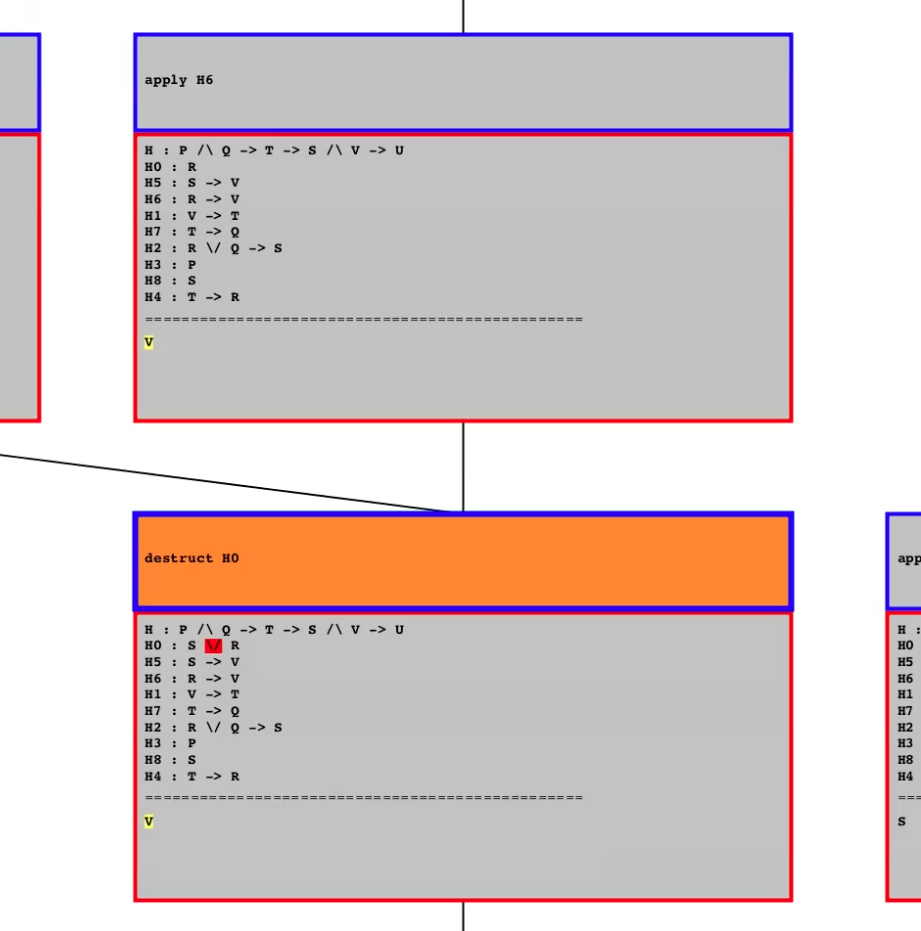 apply H6
H : P /\ Q -> T -> S /\ V -> U
H0 : R
H5 : S -> V
H6 : R -> V
H1 : V -> T
H7 : T -> Q
H2 : R \/ Q -> S
H3 : P
H8 : S
H4 : T -> R
===================================================
V
destruct H0
H : P /\ Q -> T -> S /\ V -> U
H0 : S \/ R
H5 : S -> V
H6 : R -> V
H1 : V -> T
H7 : T -> Q
H2 : R \/ Q -> S
H3 : P
H8 : S
H4 : T -> R
===================================================
V
app
H :
H0
H5
H6
H1
H7
H2
H3
H8
H4
==
S